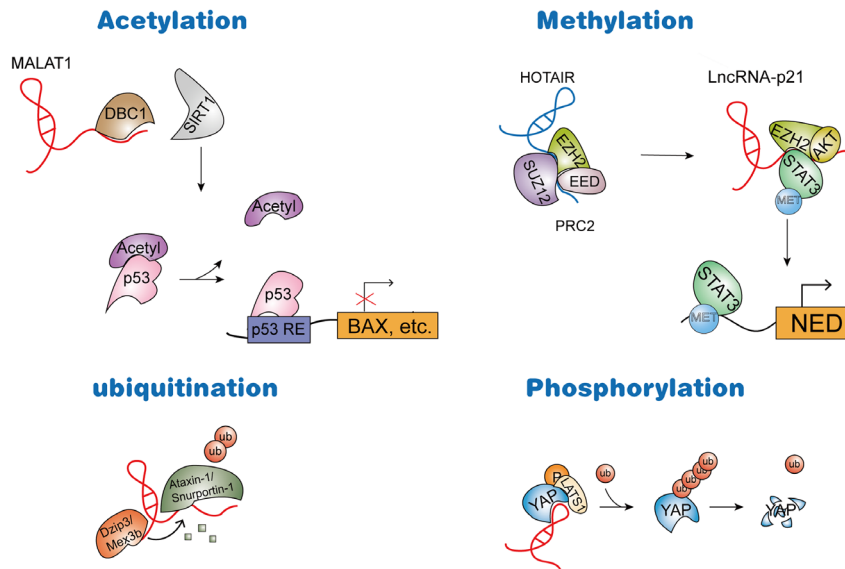 Acetylation
MALAT1
DBC1
SIRT1
Acetyl
Acetyl
p53
p53
p53 RE
BAX, etc.
Methylation
HOTAIR
EZH2
SUZ12
EED
PRC2
LncRNA-p21
EZH2
AKT
STAT3
MET
STAT3
MET
NED
ubiquitination
ub
ub
Ataxin-1/
Snurportin-1
Dzip3/
Mex3b
Phosphorylation
P
LATS1
YAP
ub
ub
ub
ub
ub
YAP
ub
YAP